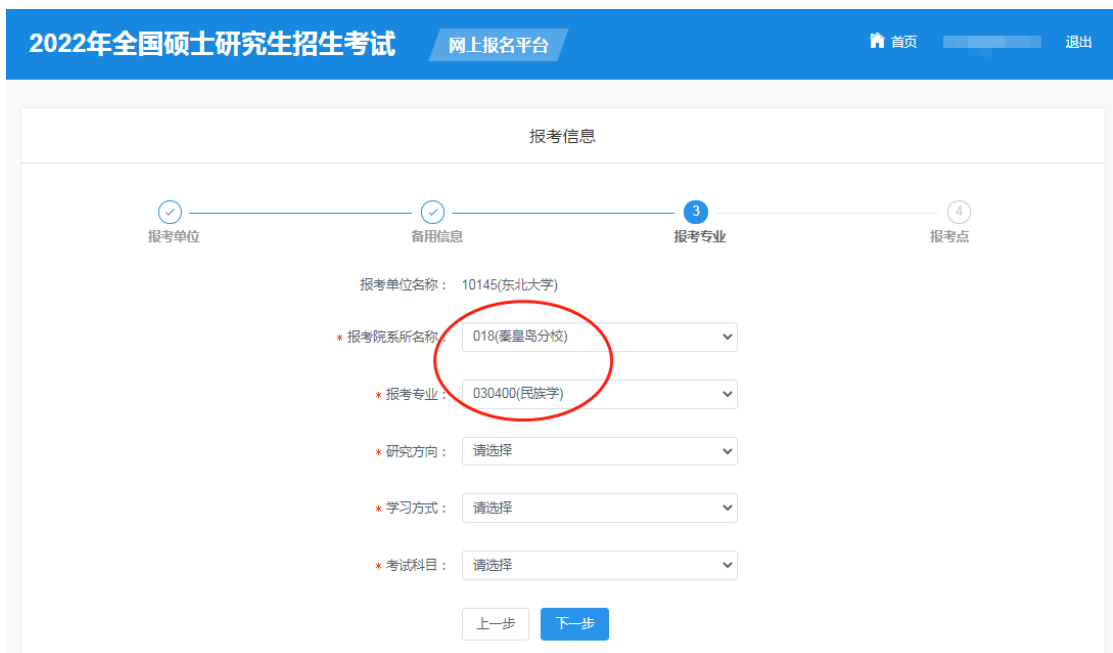 2022年全国硕士研究生招生考试 网上报名平台 首页 退出
报考信息
3 4
报考单位 备用信息 报考专业 报考点
报考单位名称： 10145(东北大学)
* 报考院系所名称： 018(秦皇岛分校)
* 报考专业： 030400(民族学)
* 研究方向： 请选择
* 学习方式： 请选择
* 考试科目： 请选择
上一步 下一步